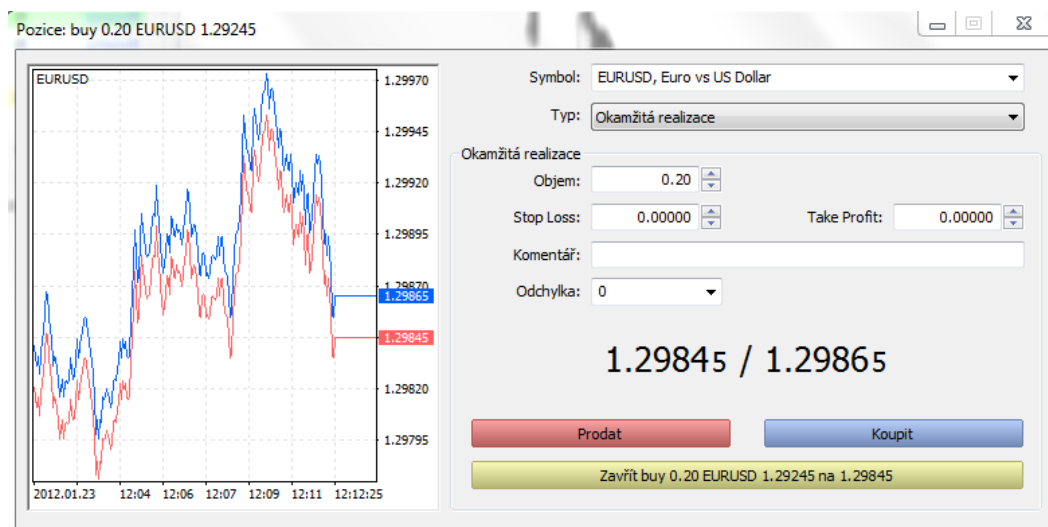 Pozice: buy 0.20 EURUSD 1.29245
EURUSD
1.29970
1.29945
1.29920
1.29895
1.29870
1.29865
1.29845
1.29820
1.29795
2012.01.23 12:04 12:06 12:07 12:09 12:11 12:12:25
Symbol: EURUSD, Euro vs US Dollar
Typ: Okamžitá realizace
Okamžitá realizace
Objem: 0.20
Stop Loss: 0.00000 Take Profit: 0.00000
Komentář:
Odchylka: 0
1.29845 / 1.29865
Prodat Koupit
Zavřít buy 0.20 EURUSD 1.29245 na 1.29845